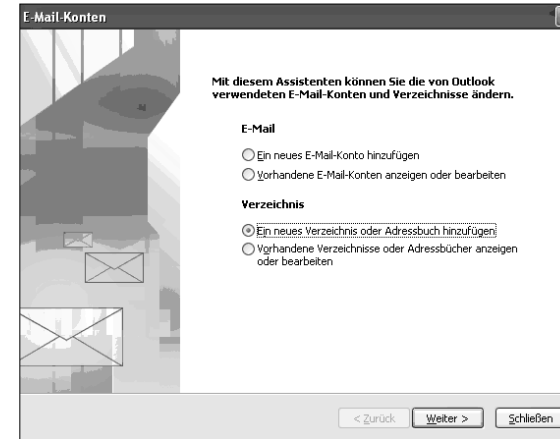 E-Mail-Konten
Mit diesem Assistenten können Sie die von Outlook
verwendeten E-Mail-Konten und Verzeichnisse ändern.
E-Mail
Ein neues E-Mail-Konto hinzufügen
Vorhandene E-Mail-Konten anzeigen oder bearbeiten
Verzeichnis
Ein neues Verzeichnis oder Adressbuch hinzufügen
Vorhandene Verzeichnisse oder Adressbücher anzeigen
oder bearbeiten
< Zurück Weiter > Schließen